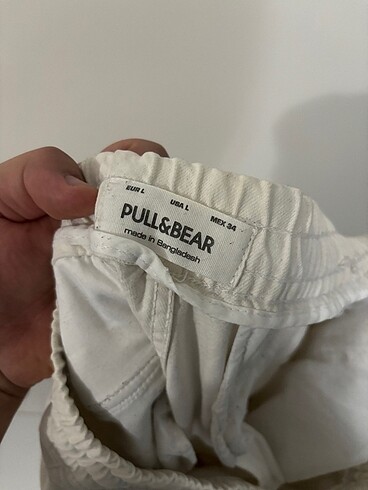 EUR L USA L MEX 34
PULL&BEAR
made in Bangladesh